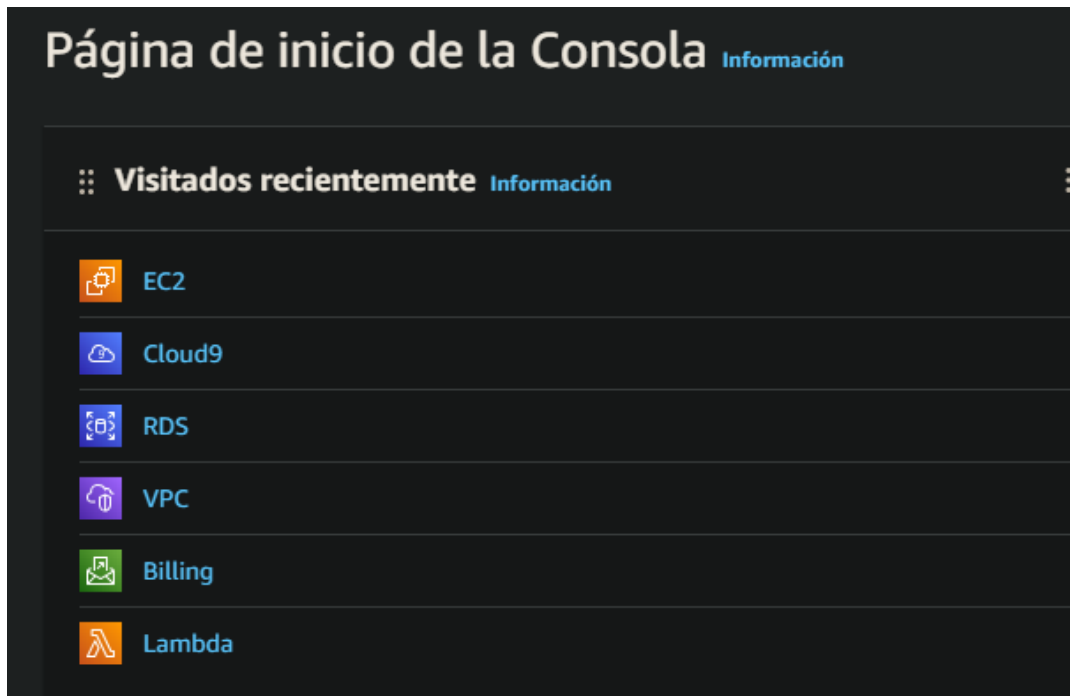 Página de inicio de la Consola Información
Visitados recientemente Información
EC2
Cloud9
RDS
VPC
Billing
Lambda